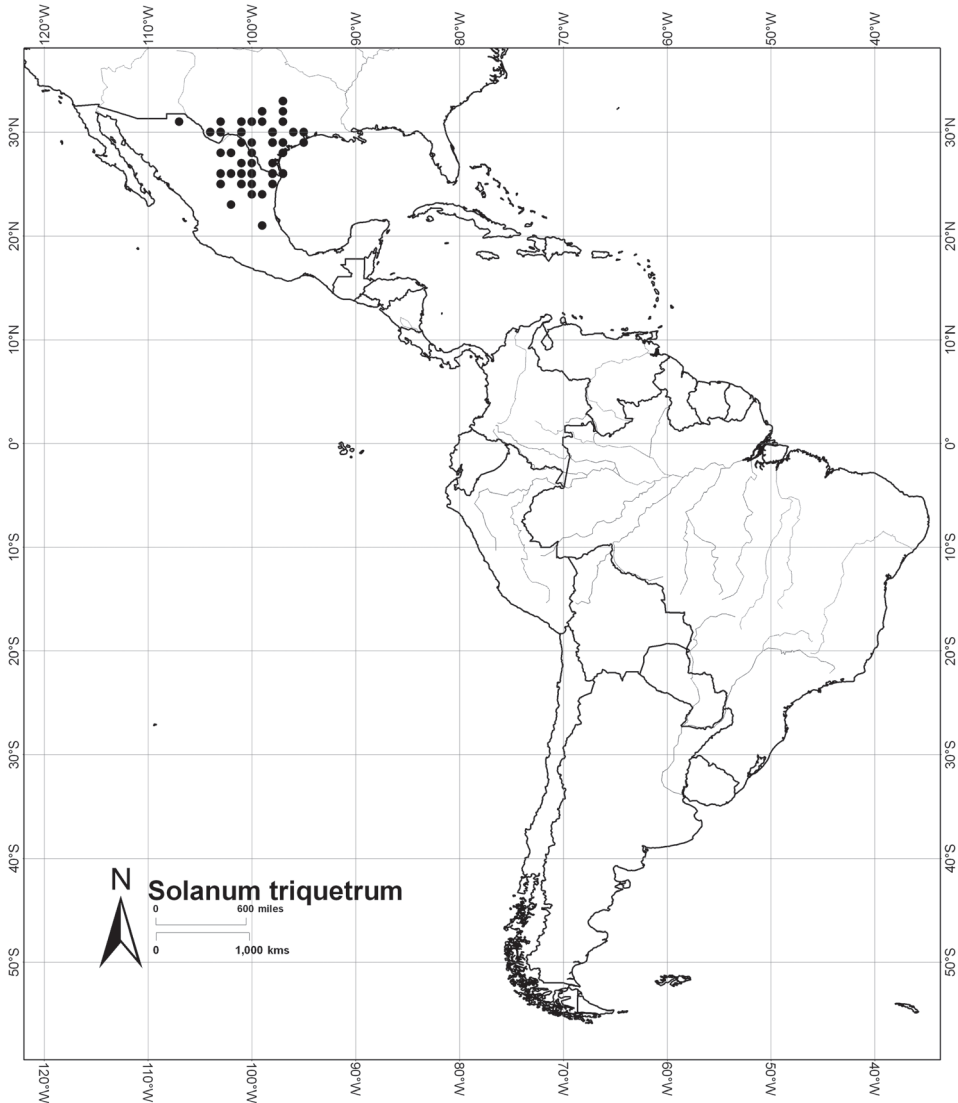 120°W 110°W 100°W 90°W 80°W 70°W 60°W 50°W 40°W
30°N 30°N
20°N 20°N
10°N 10°N
0° 0°
10°S 10°S
20°S 20°S
30°S 30°S
40°S 40°S
N
Solanum triquetrum
0 600 miles
0 1,000 kms
50°S 50°S
120°W 110°W 100°W 90°W 80°W 70°W 60°W 50°W 40°W